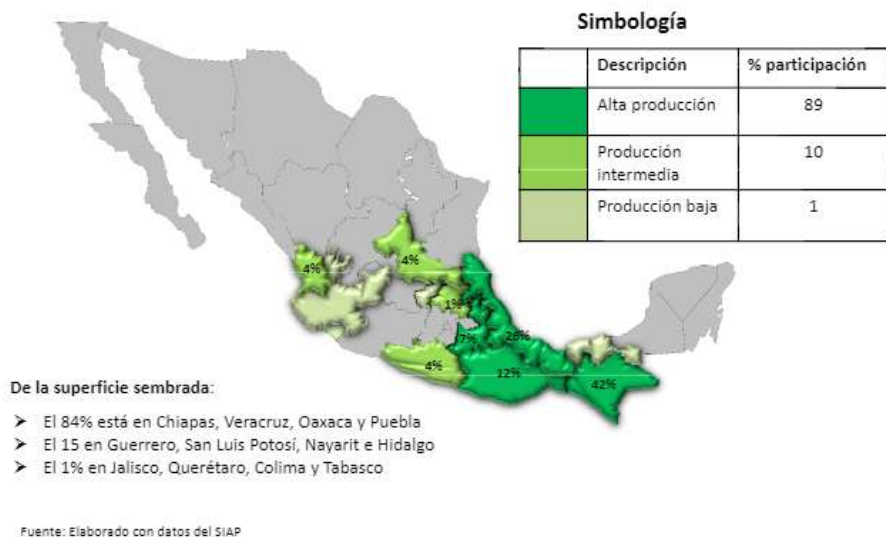 Simbología
Descripción % participación
Alta producción 89
Producción intermedia 10
Producción baja 1
4%
4%
1%
7%
26%
4%
12%
42%
De la superficie sembrada:
➤ El 84% está en Chiapas, Veracruz, Oaxaca y Puebla
➤ El 15 en Guerrero, San Luis Potosí, Nayarit e Hidalgo
➤ El 1% en Jalisco, Querétaro, Colima y Tabasco
Fuente: Elaborado con datos del SIAP